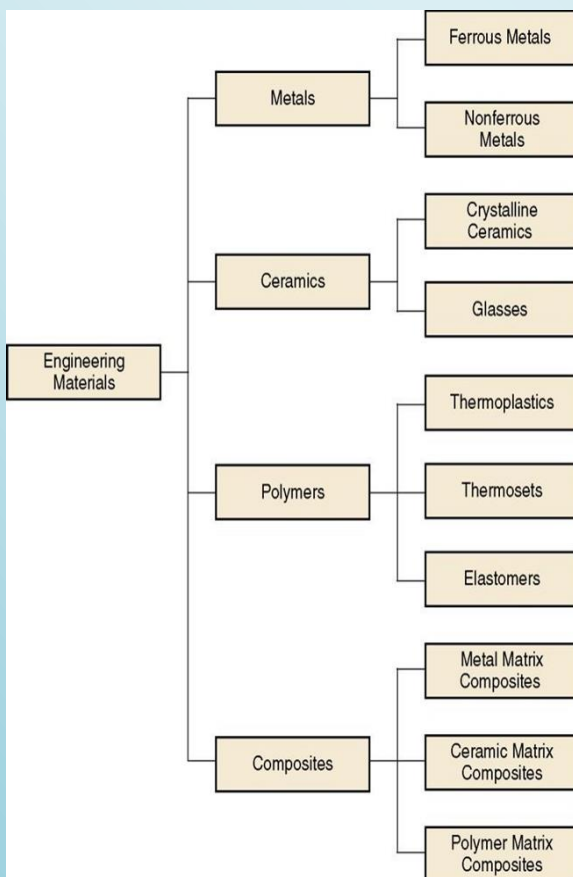 Engineering
Materials
Metals
Ferrous Metals
Nonferrous
Metals
Ceramics
Crystalline
Ceramics
Glasses
Polymers
Thermoplastics
Thermosets
Elastomers
Composites
Metal Matrix
Composites
Ceramic Matrix
Composites
Polymer Matrix
Composites